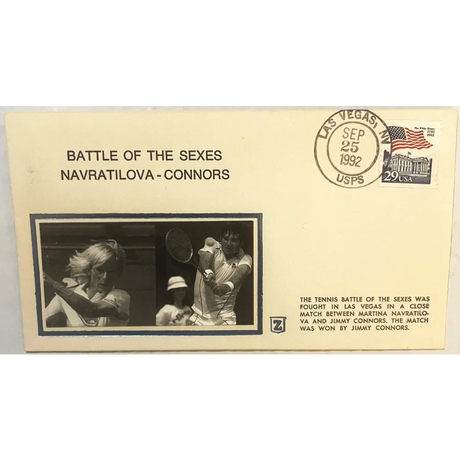 BATTLE OF THE SEXES
NAVRATILOVA - CONNORS
LAS VEGAS, NV
SEP
25
1992
USPS
29 USA
Z
THE TENNIS BATTLE OF THE SEXES WAS
FOUGHT IN LAS VEGAS IN A CLOSE
MATCH BETWEEN MARTINA NAVRATILO-
VA AND JIMMY CONNORS. THE MATCH
WAS WON BY JIMMY CONNORS.